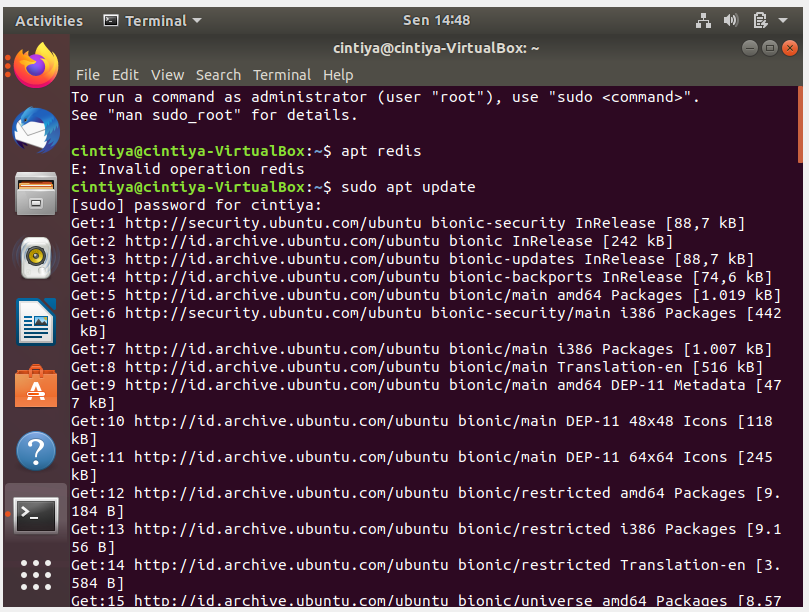 Activities Terminal Sen 14:48
cintiya@cintiya-VirtualBox: ~
File Edit View Search Terminal Help
To run a command as administrator (user "root"), use "sudo <command>".
See "man sudo_root" for details.
cintiya@cintiya-VirtualBox:~$ apt redis
E: Invalid operation redis
cintiya@cintiya-VirtualBox:~$ sudo apt update
[sudo] password for cintiya:
Get:1 http://security.ubuntu.com/ubuntu bionic-security InRelease [88,7 kB]
Get:2 http://id.archive.ubuntu.com/ubuntu bionic InRelease [242 kB]
Get:3 http://id.archive.ubuntu.com/ubuntu bionic-updates InRelease [88,7 kB]
Get:4 http://id.archive.ubuntu.com/ubuntu bionic-backports InRelease [74,6 kB]
Get:5 http://id.archive.ubuntu.com/ubuntu bionic/main amd64 Packages [1.019 kB]
Get:6 http://security.ubuntu.com/ubuntu bionic-security/main i386 Packages [442
 kB]
Get:7 http://id.archive.ubuntu.com/ubuntu bionic/main i386 Packages [1.007 kB]
Get:8 http://id.archive.ubuntu.com/ubuntu bionic/main Translation-en [516 kB]
Get:9 http://id.archive.ubuntu.com/ubuntu bionic/main amd64 DEP-11 Metadata [47
7 kB]
Get:10 http://id.archive.ubuntu.com/ubuntu bionic/main DEP-11 48x48 Icons [118
kB]
Get:11 http://id.archive.ubuntu.com/ubuntu bionic/main DEP-11 64x64 Icons [245
kB]
Get:12 http://id.archive.ubuntu.com/ubuntu bionic/restricted amd64 Packages [9.
184 B]
Get:13 http://id.archive.ubuntu.com/ubuntu bionic/restricted i386 Packages [9.1
56 B]
Get:14 http://id.archive.ubuntu.com/ubuntu bionic/restricted Translation-en [3.
584 B]
Get:15 http://id.archive.ubuntu.com/ubuntu bionic/universe amd64 Packages [8.57